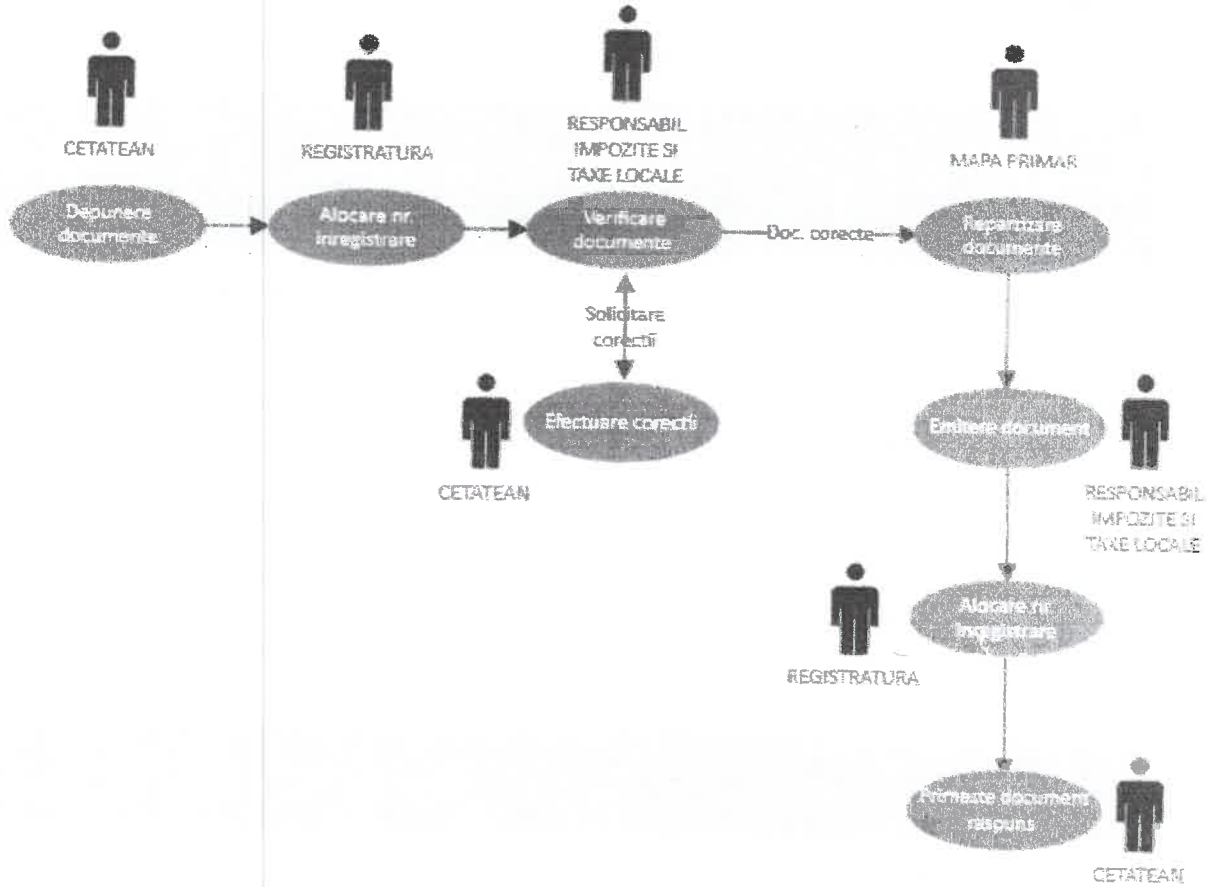 CETATEAN
REGISTRATURA
RESPONSABIL
IMPOZITE SI
TAXE LOCALE
MAPA PRIMAR
Depunere
documente
Alocare nr.
inregistrare
Verificare
documente
Doc. corecte
Repartizare
documente
Solicitare
corectii
Efectuare corectii
CETATEAN
Emitere document
RESPONSABIL
IMPOZITE SI
TAXE LOCALE
Alocare nr
inregistrare
REGISTRATURA
Primeste document
raspuns
CETATEAN